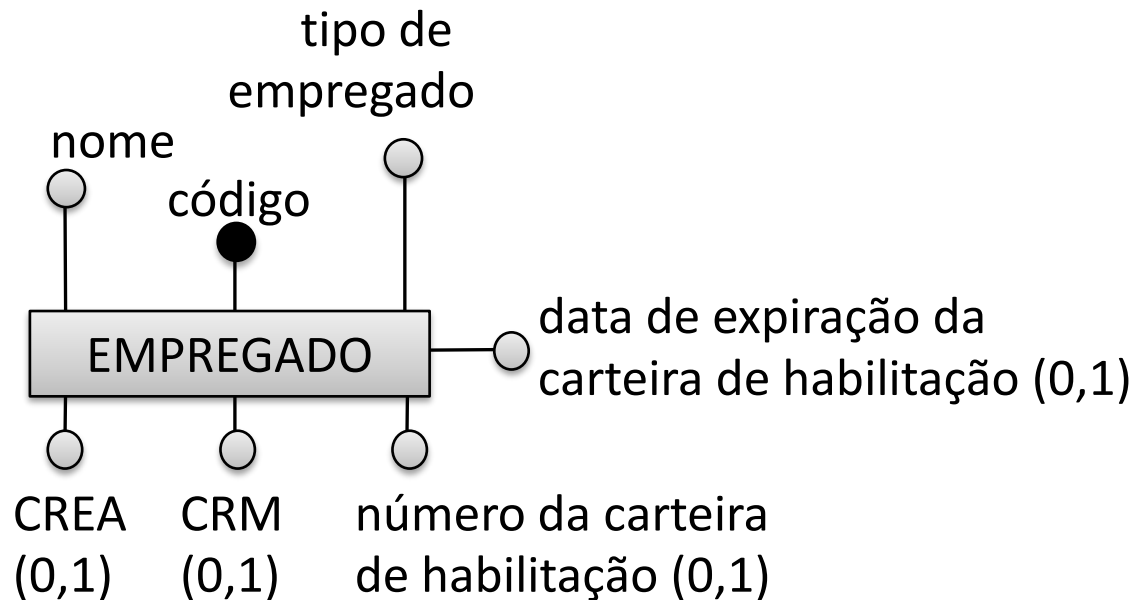 tipo de
empregado
nome
código
EMPREGADO
data de expiração da
carteira de habilitação (0,1)
CREA
(0,1)
CRM
(0,1)
número da carteira
de habilitação (0,1)